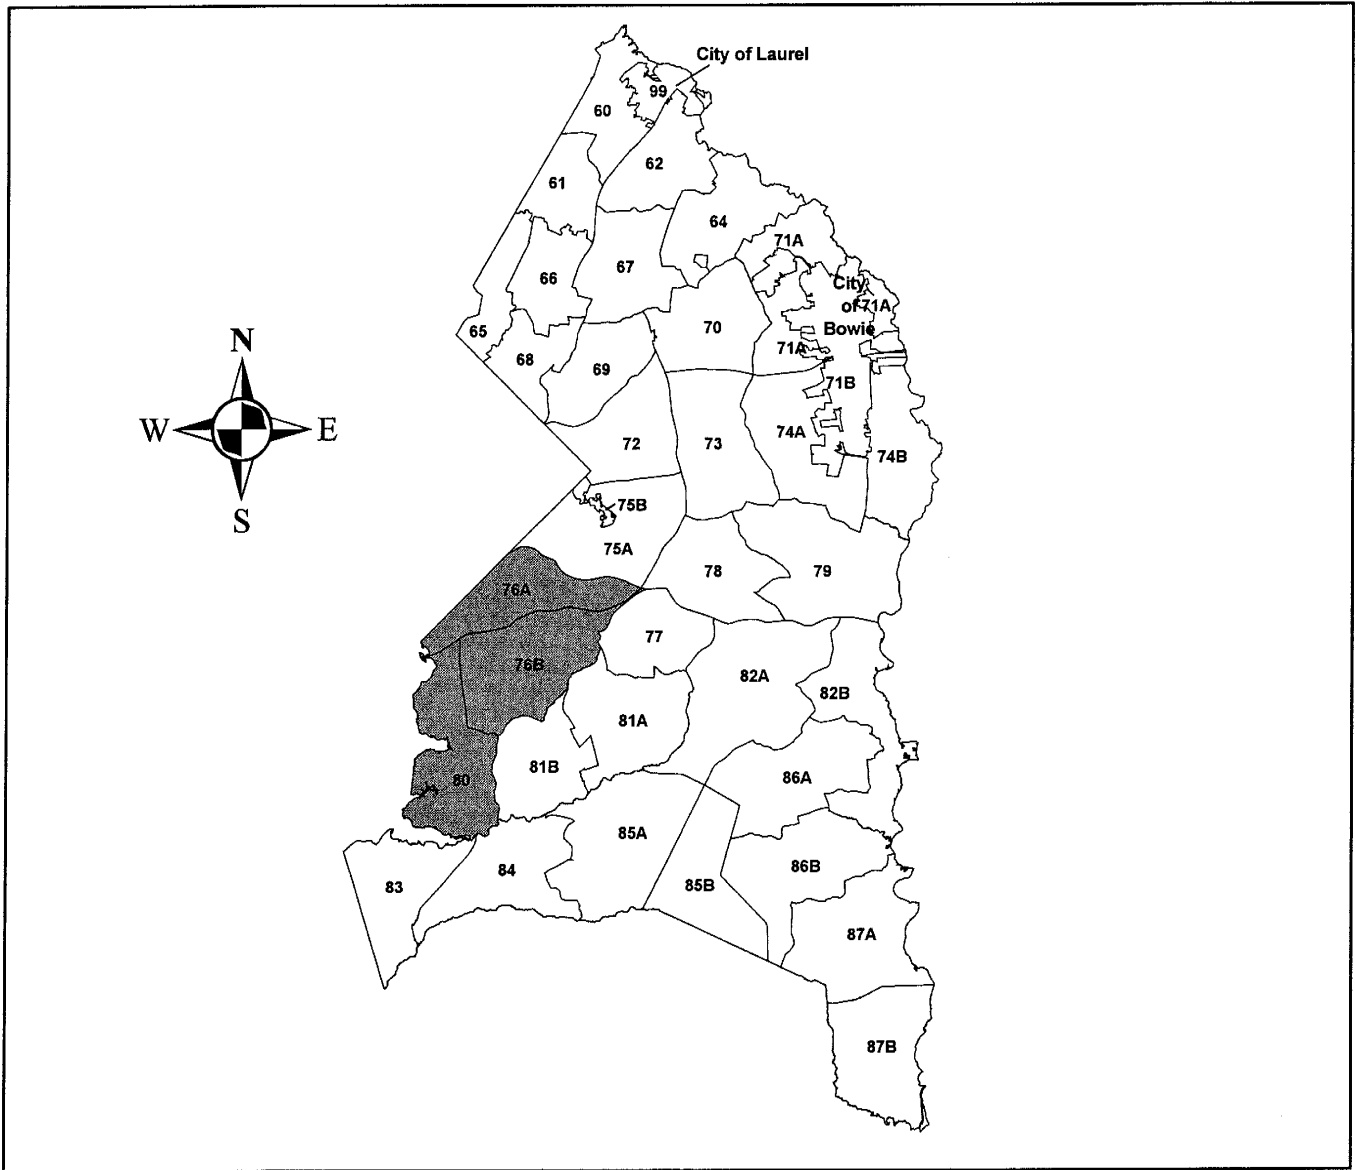 City of Laurel
99
60
62
61
64
71A
67
66
City
of 71A
Bowie
70
65
71A
68
69
71B
74A
72
73
74B
75B
75A
78
79
76A
77
76B
82A
82B
81A
81B
86A
80
85A
86B
84
85B
83
87A
87B
N
W
E
S